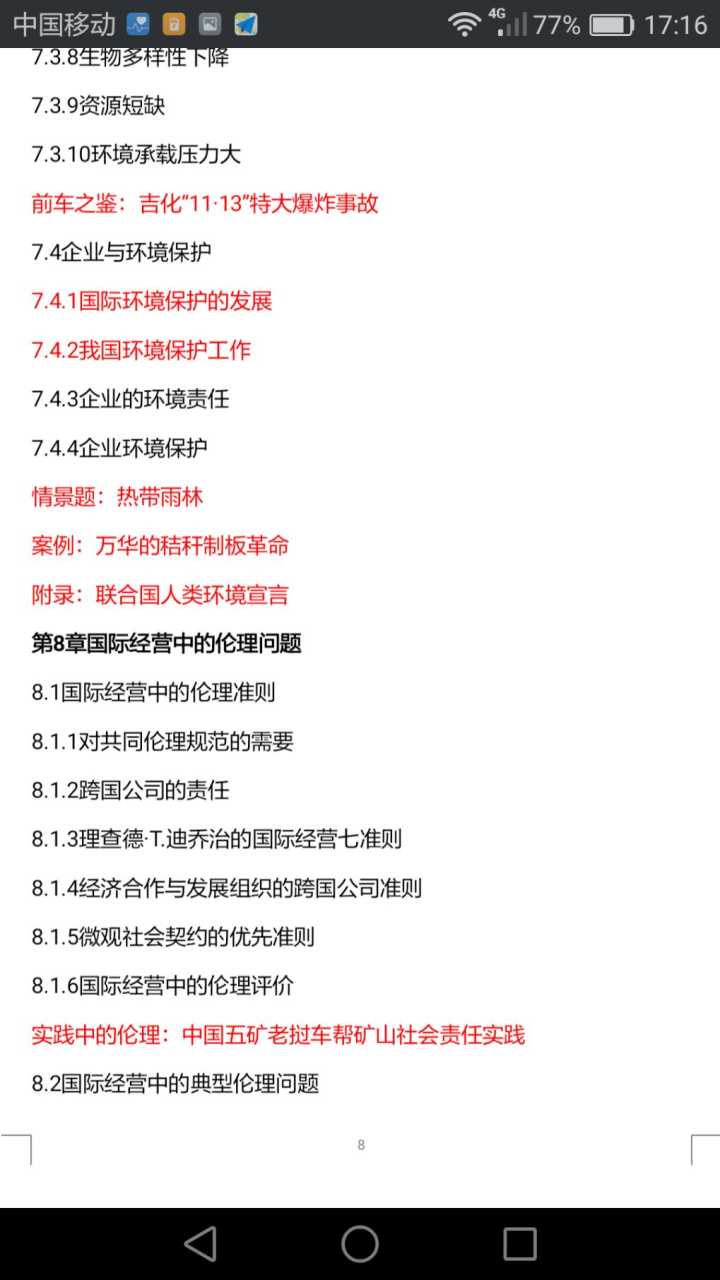 中国移动 4G 77% 17:16
7.3.8生物多样性下降
7.3.9资源短缺
7.3.10环境承载压力大
前车之鉴：吉化“11·13”特大爆炸事故
7.4企业与环境保护
7.4.1国际环境保护的发展
7.4.2我国环境保护工作
7.4.3企业的环境责任
7.4.4企业环境保护
情景题：热带雨林
案例：万华的秸秆制板革命
附录：联合国人类环境宣言
第8章国际经营中的伦理问题
8.1国际经营中的伦理准则
8.1.1对共同伦理规范的需要
8.1.2跨国公司的责任
8.1.3理查德·T.迪乔治的国际经营七准则
8.1.4经济合作与发展组织的跨国公司准则
8.1.5微观社会契约的优先准则
8.1.6国际经营中的伦理评价
实践中的伦理：中国五矿老挝车帮矿山社会责任实践
8.2国际经营中的典型伦理问题
8